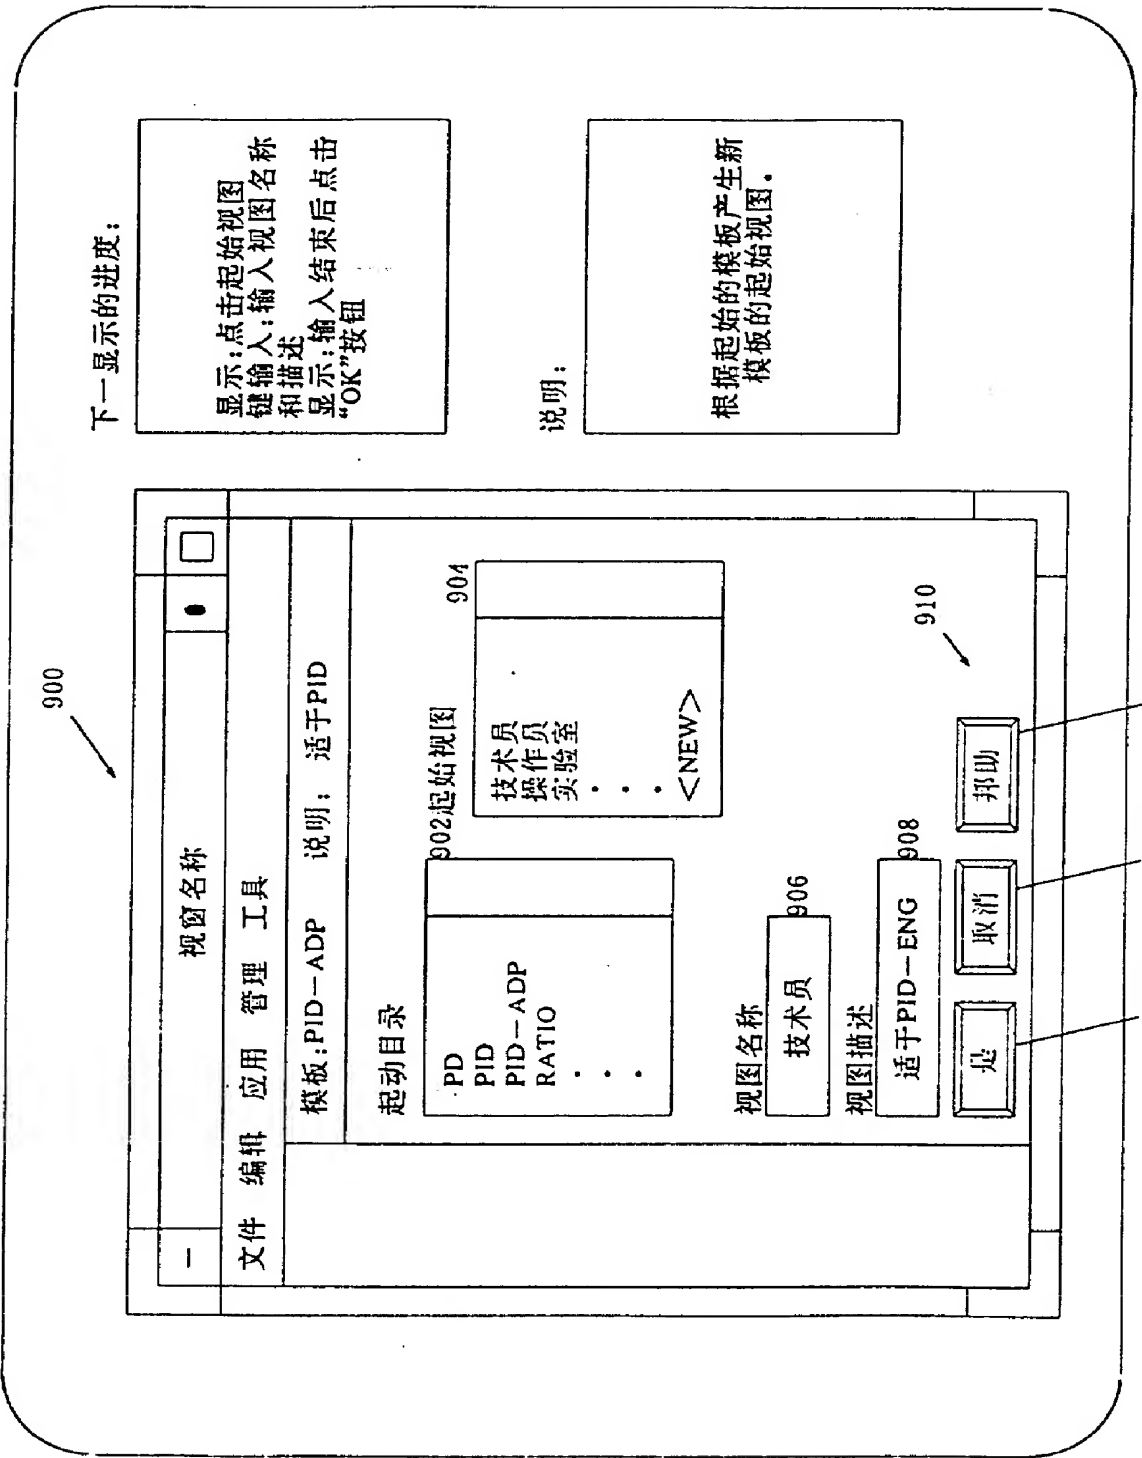 900
视窗名称
文件 编辑 应用 管理 工具
模板:PID-ADP 说明: 适于PID
起动目录
902起始视图
904
PD
PID
PID-ADP
RATIO
技术员
操作员
实验室
<NEW>
视图名称
技术员
906
视图描述
适于PID-ENG
908
910
是
取消
邦助
下一显示的进度:
显示:点击起始视图
键输入:输入视图名称
和描述
显示:输入结束后点击
“OK”按钮
说明:
根据起始的模板产生新
模板的起始视图.